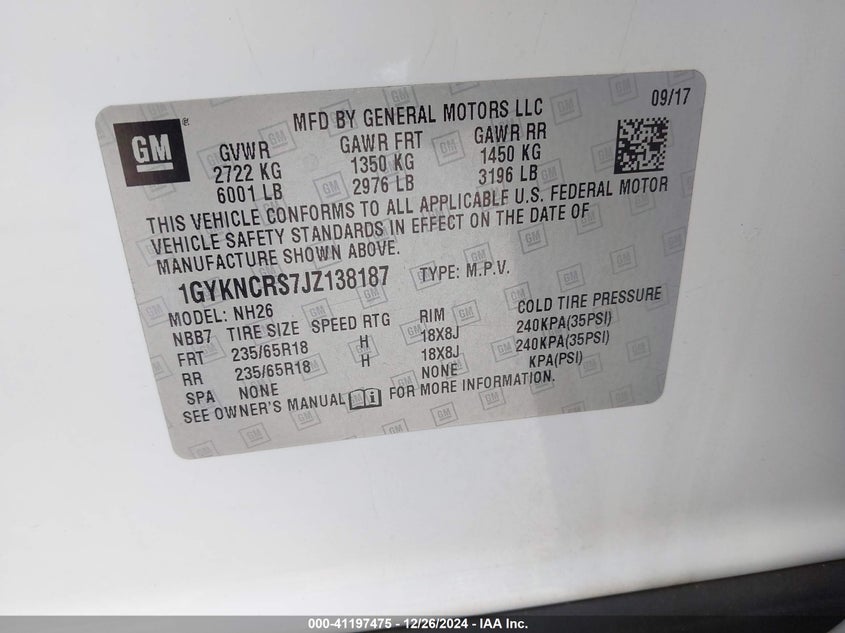 MFD BY GENERAL MOTORS LLC 09/17
GM
GVWR GAWR FRT GAWR RR
2722 KG 1350 KG 1450 KG
6001 LB 2976 LB 3196 LB
THIS VEHICLE CONFORMS TO ALL APPLICABLE U.S. FEDERAL MOTOR
VEHICLE SAFETY STANDARDS IN EFFECT ON THE DATE OF
MANUFACTURE SHOWN ABOVE.
1GYKNCRS7JZ138187 TYPE: M.P.V.
MODEL: NH26
NBB7 TIRE SIZE SPEED RTG RIM COLD TIRE PRESSURE
FRT 235/65R18 H 18X8J 240KPA(35PSI)
RR 235/65R18 H 18X8J 240KPA(35PSI)
SPA NONE NONE KPA(PSI)
SEE OWNER'S MANUAL FOR MORE INFORMATION.
000-41197475 - 12/26/2024 - IAA Inc.